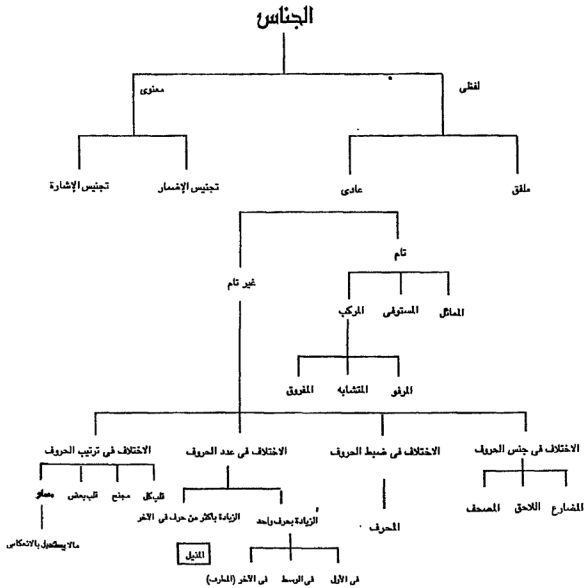 الجناس
لفظى معنوى
ملفق عادى تجنيس الإضمار تجنيس الإشارة
تام
غير تام
المماثل المستوفى المركب
المرفو المتشابه المفروق
الاختلاف فى جنس الحروف الاختلاف فى ضبط الحروف الاختلاف فى عدد الحروف الاختلاف فى ترتيب الحروف
المضارع اللاحق المصحف المحرف الزيادة بحرف واحد الزيادة بأكثر من حرف فى الآخر قلب كل مجنح قلب بعض
مالا يستحيل بالانعكاس
المذيل
فى الأول فى الوسط فى الآخر (المطرف)